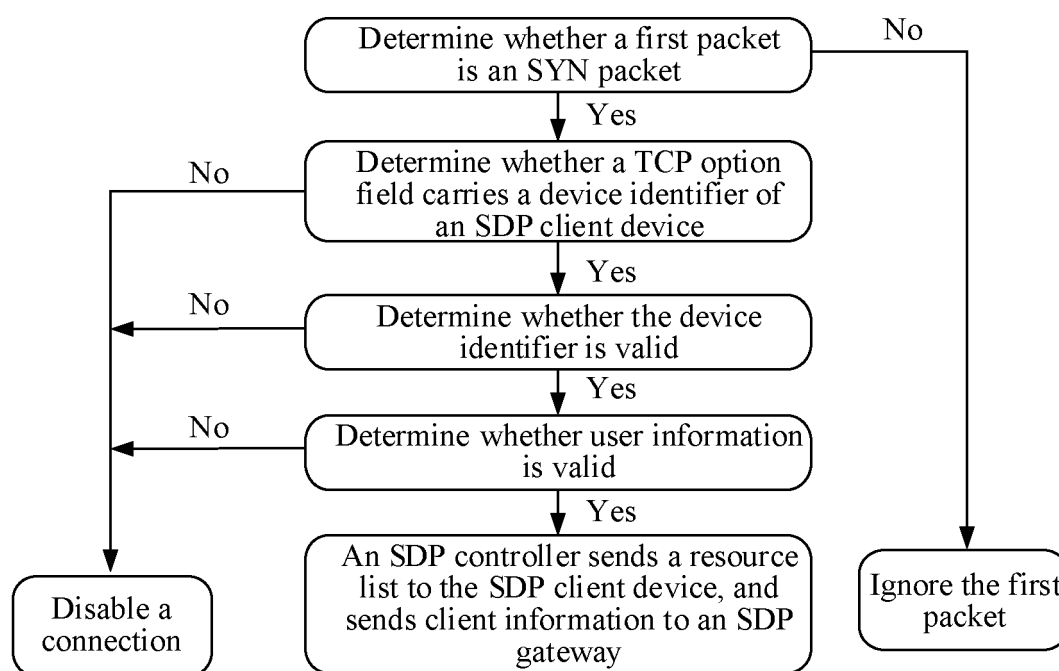 Determine whether a first packet
is an SYN packet
No
Yes
Determine whether a TCP option
field carries a device identifier of
an SDP client device
No
Yes
Determine whether the device
identifier is valid
No
Yes
Determine whether user information
is valid
No
Yes
An SDP controller sends a resource
list to the SDP client device, and
sends client information to an SDP
gateway
Disable a
connection
Ignore the first
packet